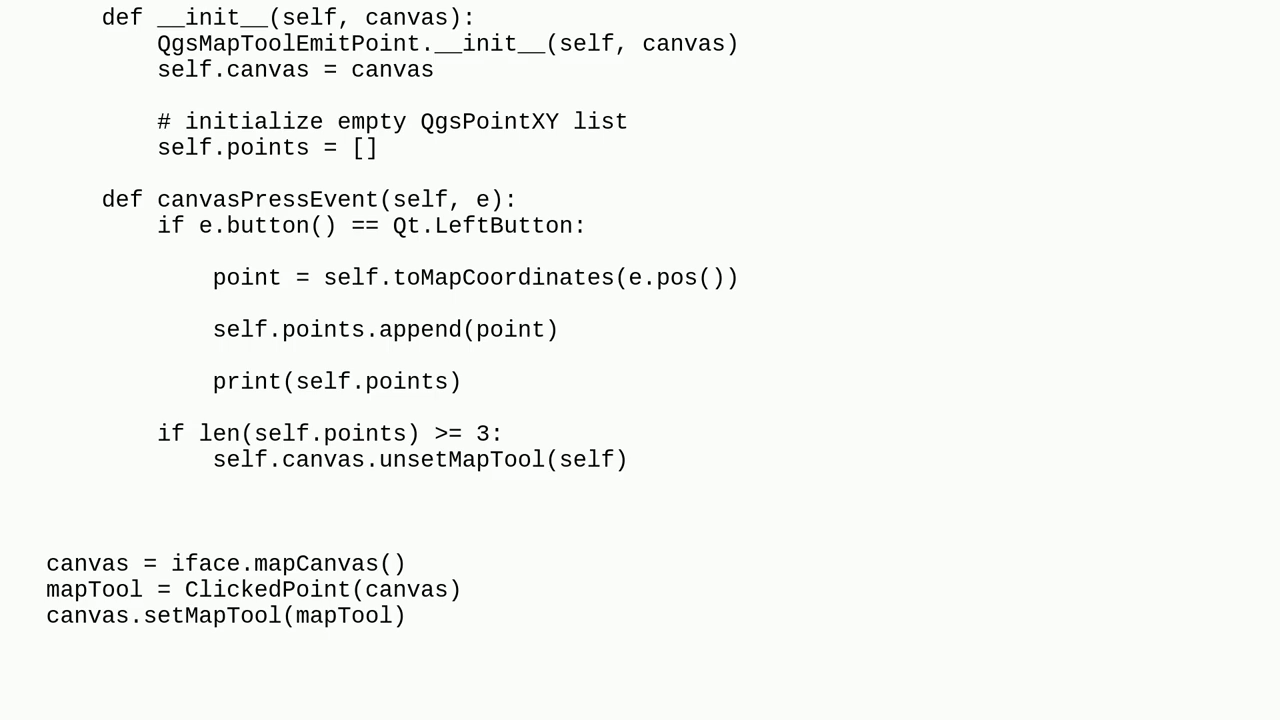 def __init__(self, canvas):
QgsMapToolEmitPoint.__init__(self, canvas)
self.canvas = canvas
# initialize empty QgsPointXY list
self.points = []
def canvasPressEvent(self, e):
if e.button() == Qt.LeftButton:
point = self.toMapCoordinates(e.pos())
self.points.append(point)
print(self.points)
if len(self.points) >= 3:
self.canvas.unsetMapTool(self)
canvas = iface.mapCanvas()
mapTool = ClickedPoint(canvas)
canvas.setMapTool(mapTool)